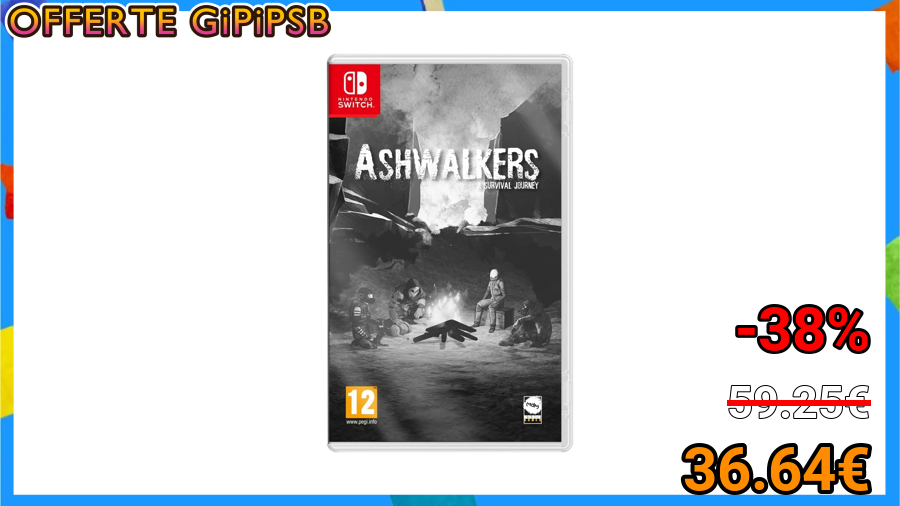 OFFERTE GiPiPSB
NINTENDO
SWITCH.
ASHWALKERS
A SURVIVAL JOURNEY
12
www.pegi.info
-38%
59.25€
36.64€